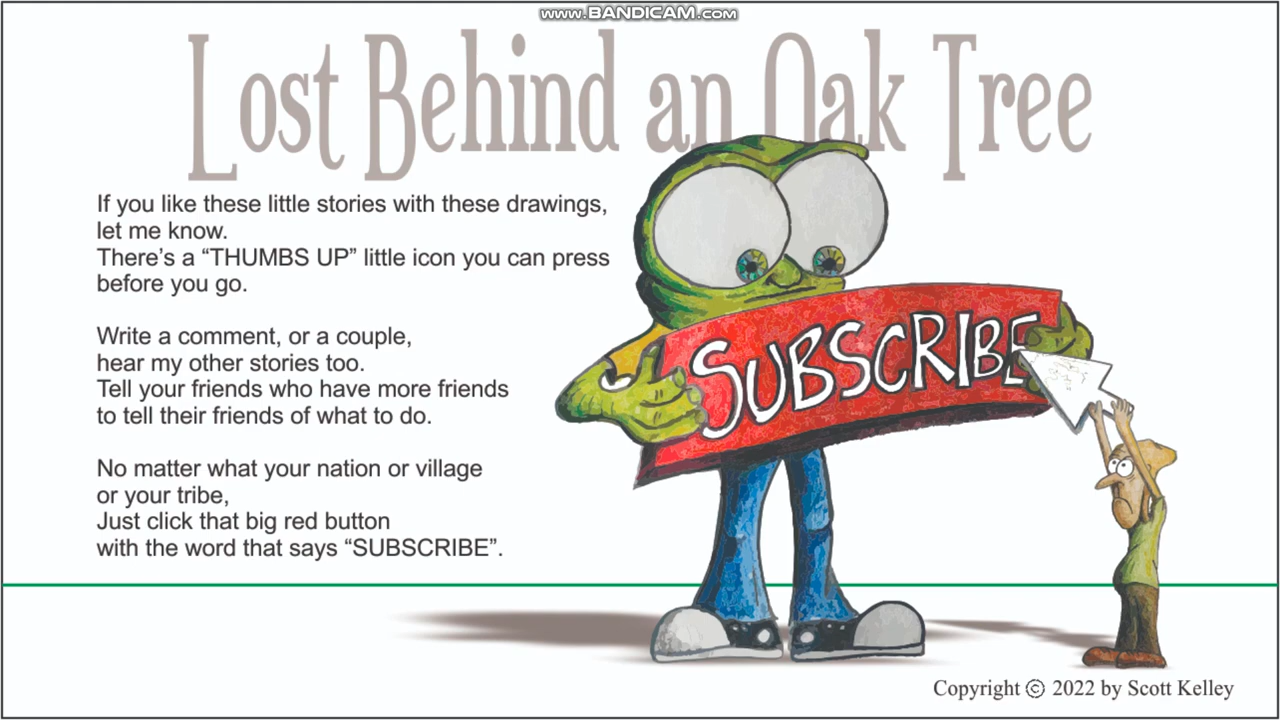 www.BANDICAM.com
Lost Behind an Oak Tree
If you like these little stories with these drawings,
let me know.
There's a “THUMBS UP” little icon you can press
before you go.
Write a comment, or a couple,
hear my other stories too.
Tell your friends who have more friends
to tell their friends of what to do.
No matter what your nation or village
or your tribe,
Just click that big red button
with the word that says “SUBSCRIBE”.
SUBSCRIBE
Copyright © 2022 by Scott Kelley